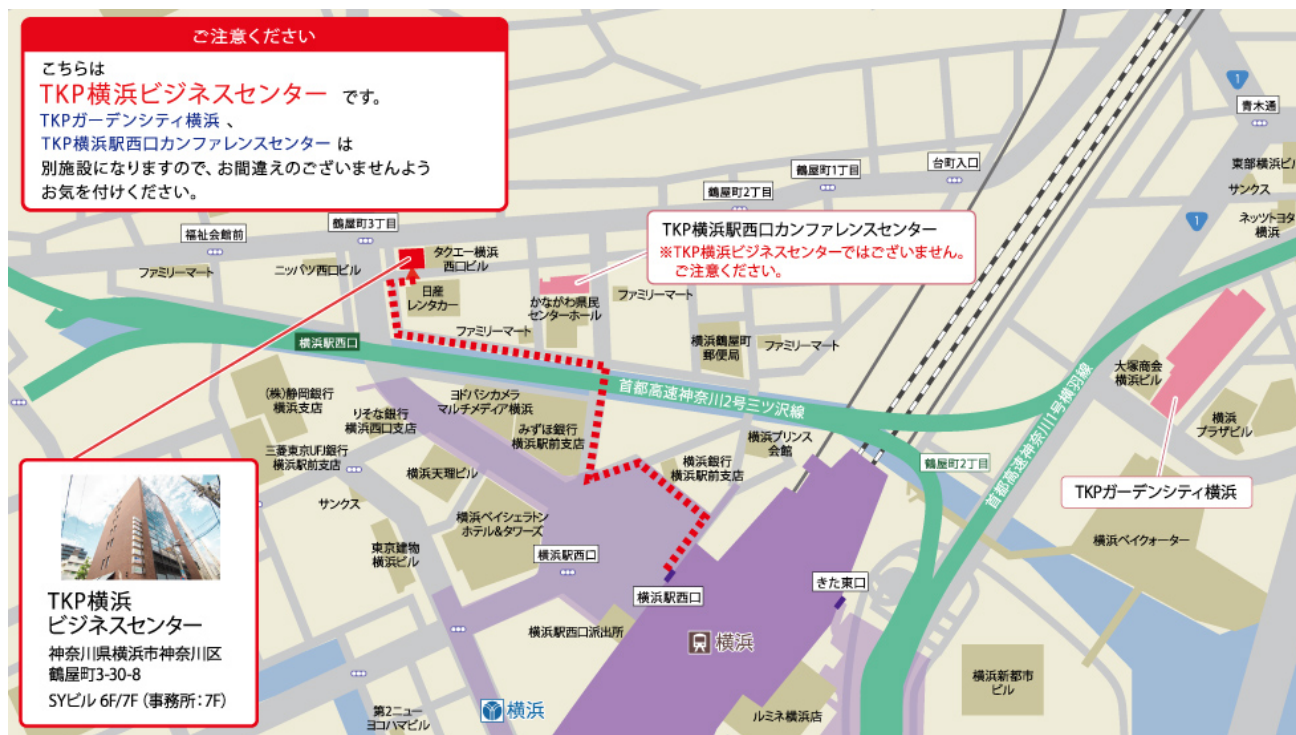 ご注意ください
こちらは
TKP横浜ビジネスセンター です。
TKPガーデンシティ横浜 、
TKP横浜駅西口カンファレンスセンター は
別施設になりますので、お間違えのございませんよう
お気を付けください。
1
青木通
東部横浜ビル
サンクス
1
ネッツトヨタ
横浜
台町入口
鶴屋町1丁目
鶴屋町2丁目
鶴屋町3丁目
福祉会館前
TKP横浜駅西口カンファレンスセンター
※TKP横浜ビジネスセンターではございません。
ご注意ください。
タクエー横浜
西口ビル
ファミリーマート
ニッパツ西口ビル
日産
レンタカー
かながわ県民
センターホール
ファミリーマート
ファミリーマート
横浜鶴屋町
郵便局
ファミリーマート
横浜駅西口
首都高速神奈川2号三ツ沢線
首都高速神奈川1号横羽線
大塚商会
横浜ビル
横浜
プラザビル
(株)静岡銀行
横浜支店
りそな銀行
横浜西口支店
ヨドバシカメラ
マルチメディア横浜
みずほ銀行
横浜駅前支店
横浜プリンス
会館
三菱東京UFJ銀行
横浜駅前支店
横浜天理ビル
横浜銀行
横浜駅前支店
鶴屋町2丁目
TKPガーデンシティ横浜
サンクス
横浜ベイシェラトン
ホテル&タワーズ
横浜ベイクォーター
東京建物
横浜ビル
横浜駅西口
横浜駅西口
きた東口
横浜駅西口派出所
横浜
横浜新都市
ビル
横浜
第2ニュー
ヨコハマビル
ルミネ横浜店
TKP横浜
ビジネスセンター
神奈川県横浜市神奈川区
鶴屋町3-30-8
SYビル 6F/7F (事務所:7F)